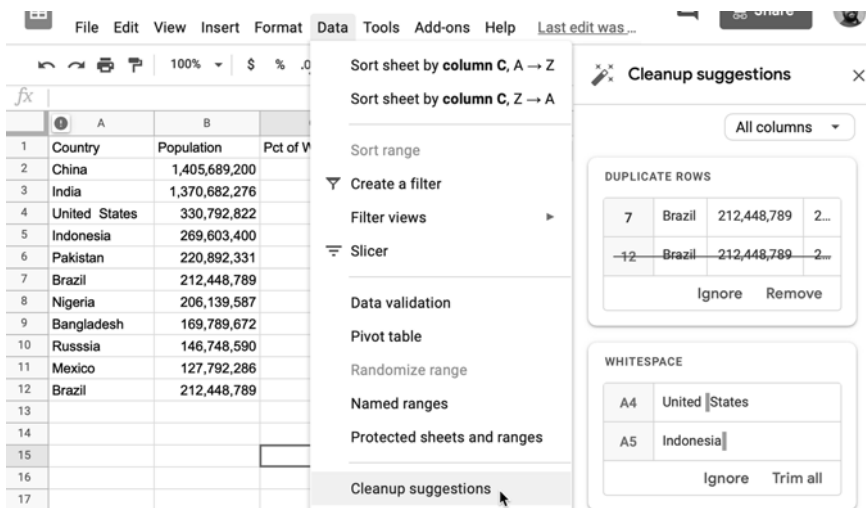 Share
File Edit View Insert Format Data Tools Add-ons Help Last edit was ...
100% $ % .0
fx
A B
1 Country Population Pct of W
2 China 1,405,689,200
3 India 1,370,682,276
4 United  States 330,792,822
5 Indonesia 269,603,400
6 Pakistan 220,892,331
7 Brazil 212,448,789
8 Nigeria 206,139,587
9 Bangladesh 169,789,672
10 Russsia 146,748,590
11 Mexico 127,792,286
12 Brazil 212,448,789
13
14
15
16
17
Sort sheet by column C, A → Z
Sort sheet by column C, Z → A
Sort range
Create a filter
Filter views
Slicer
Data validation
Pivot table
Randomize range
Named ranges
Protected sheets and ranges
Cleanup suggestions
Cleanup suggestions
All columns
DUPLICATE ROWS
7 Brazil 212,448,789 2...
12 Brazil 212,448,789 2...
Ignore Remove
WHITESPACE
A4 United States
A5 Indonesia
Ignore Trim all